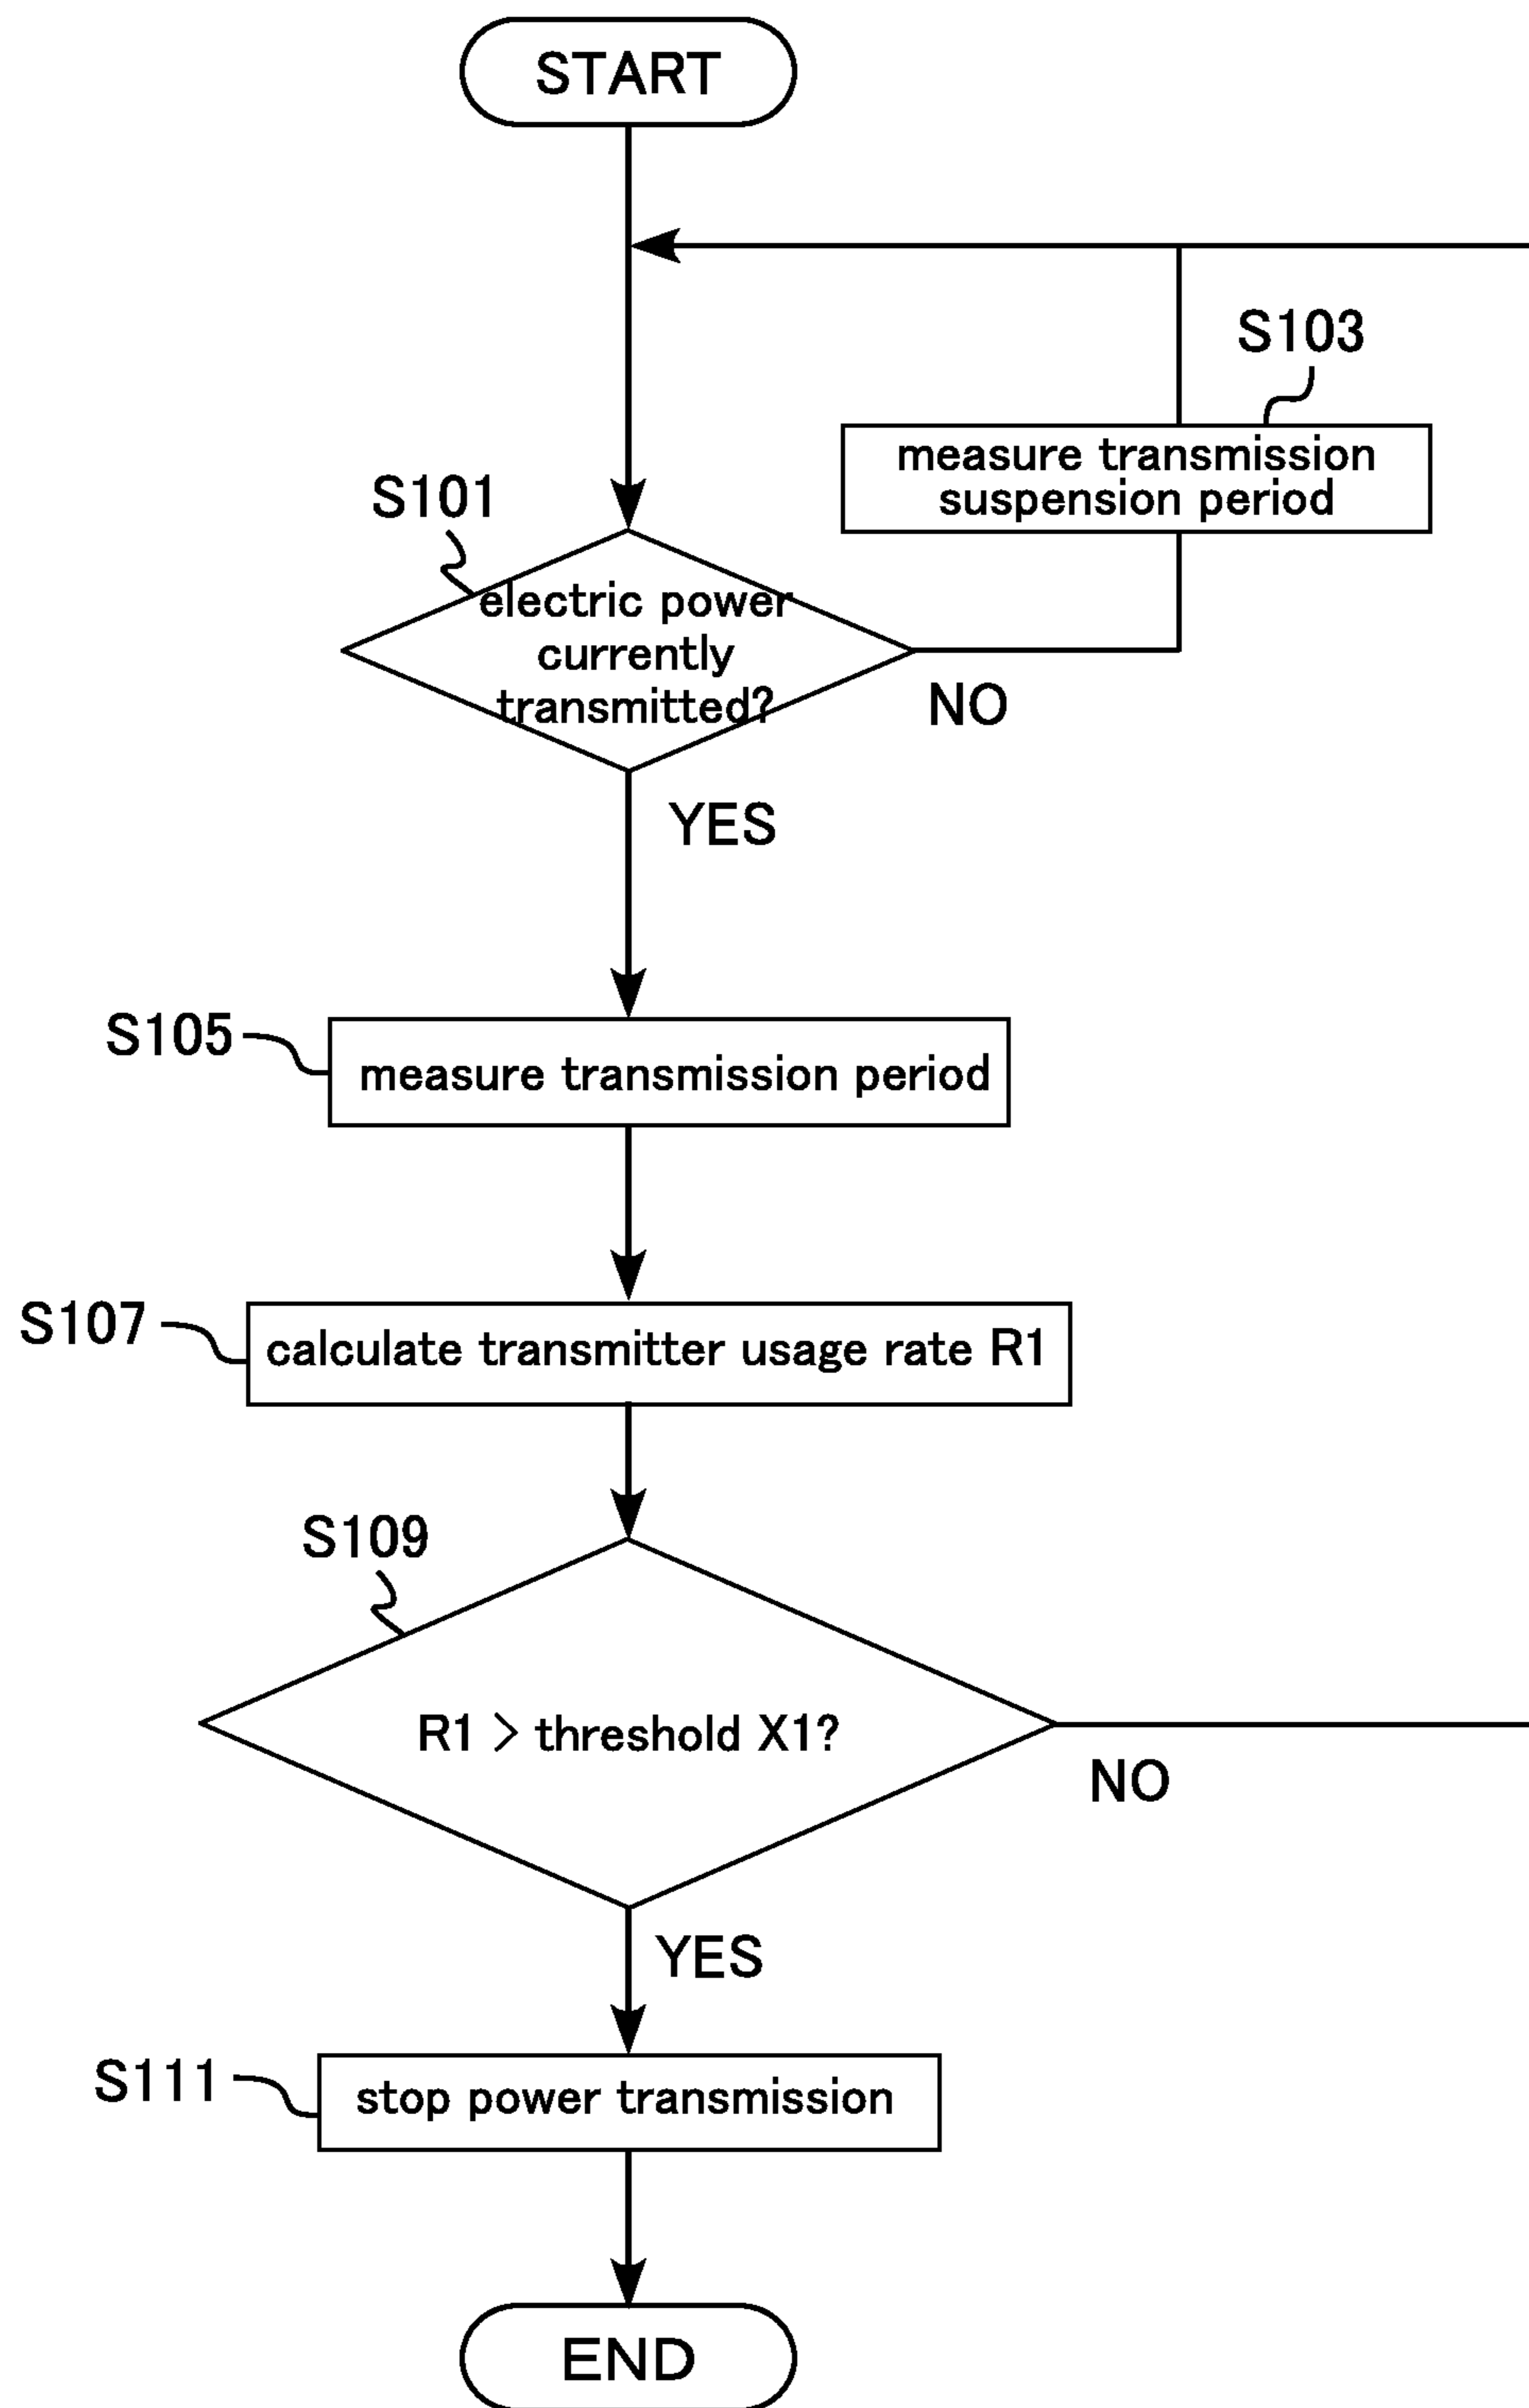 START
S103
measure transmission
suspension period
S101
electric power
currently
transmitted?
NO
YES
S105
measure transmission period
S107
calculate transmitter usage rate R1
S109
R1 > threshold X1?
NO
YES
S111
stop power transmission
END